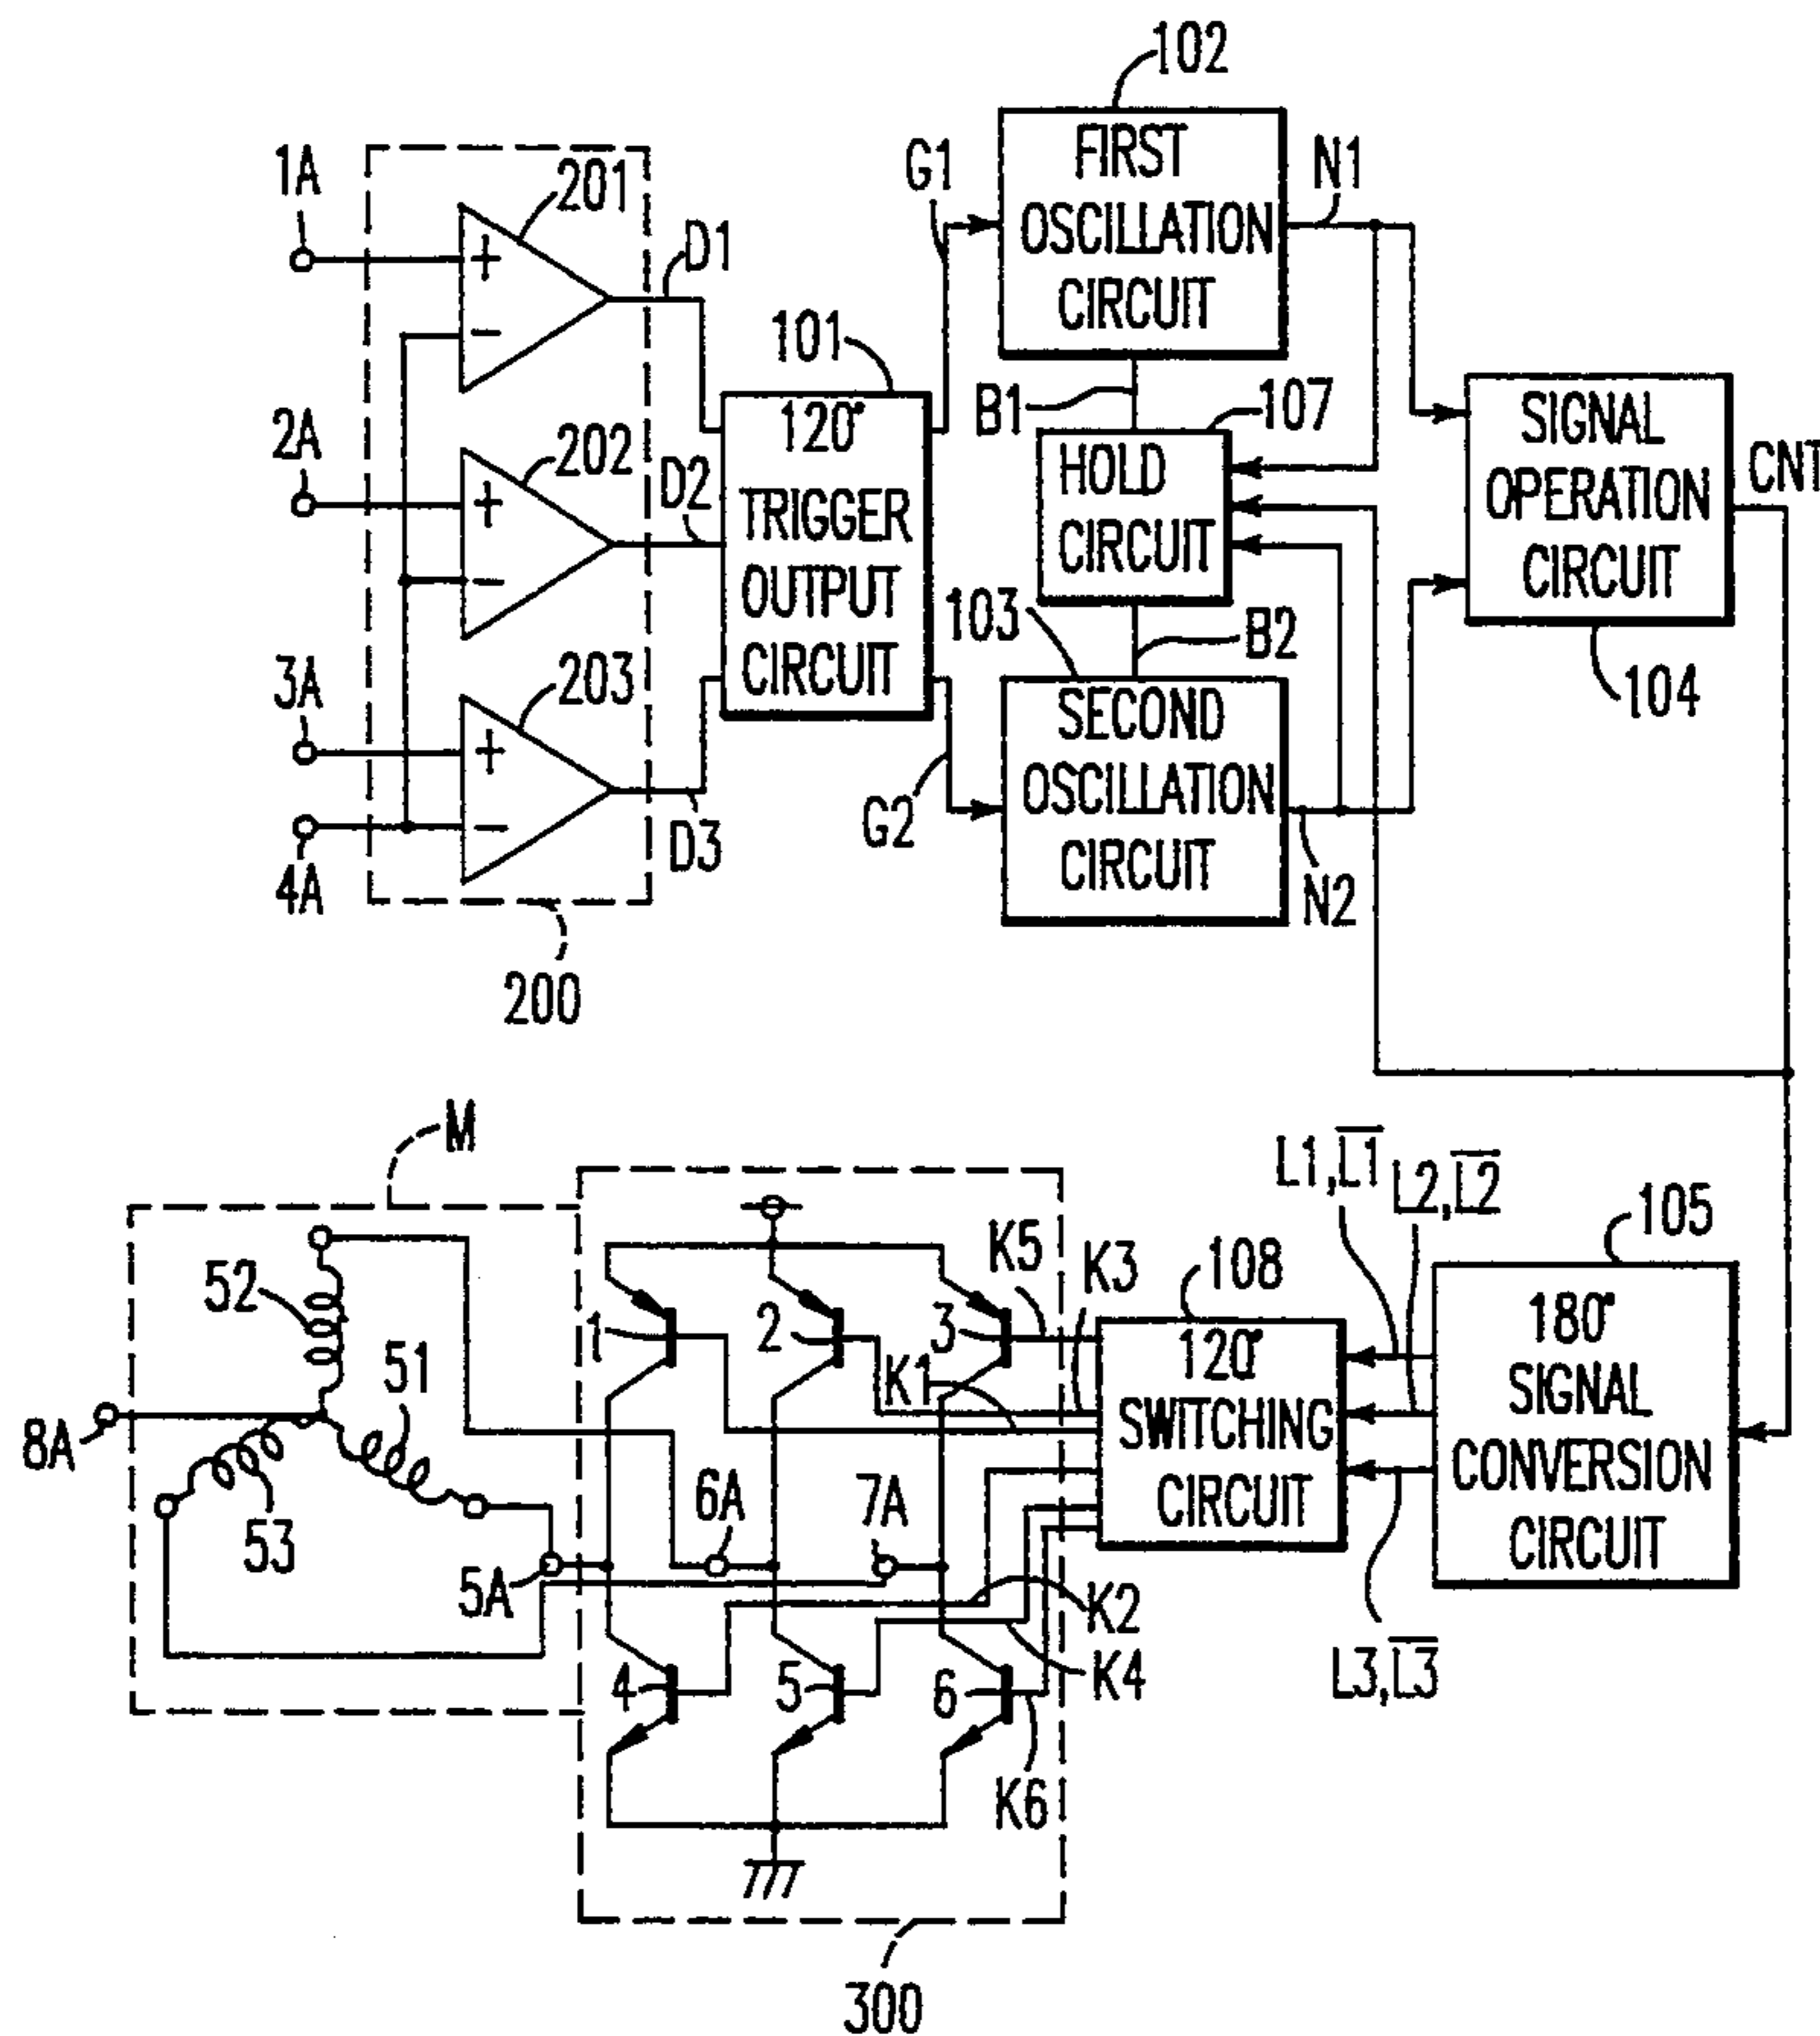 102
1A
201
G1
FIRST
OSCILLATION
CIRCUIT
N1
+
−
D1
101
B1
107
2A
202
D2
120°
TRIGGER
OUTPUT
CIRCUIT
HOLD
CIRCUIT
SIGNAL
OPERATION
CIRCUIT
CNT
+
−
103
B2
104
3A
203
+
−
4A
D3
G2
SECOND
OSCILLATION
CIRCUIT
N2
200
M
L1,L̅1̅
L2,L̅2̅
105
K5
K3
108
52
1
2
3
K1
120°
SWITCHING
CIRCUIT
180°
SIGNAL
CONVERSION
CIRCUIT
51
8A
53
5A
6A
7A
K2
K4
L3,L̅3̅
4
5
6
K6
300